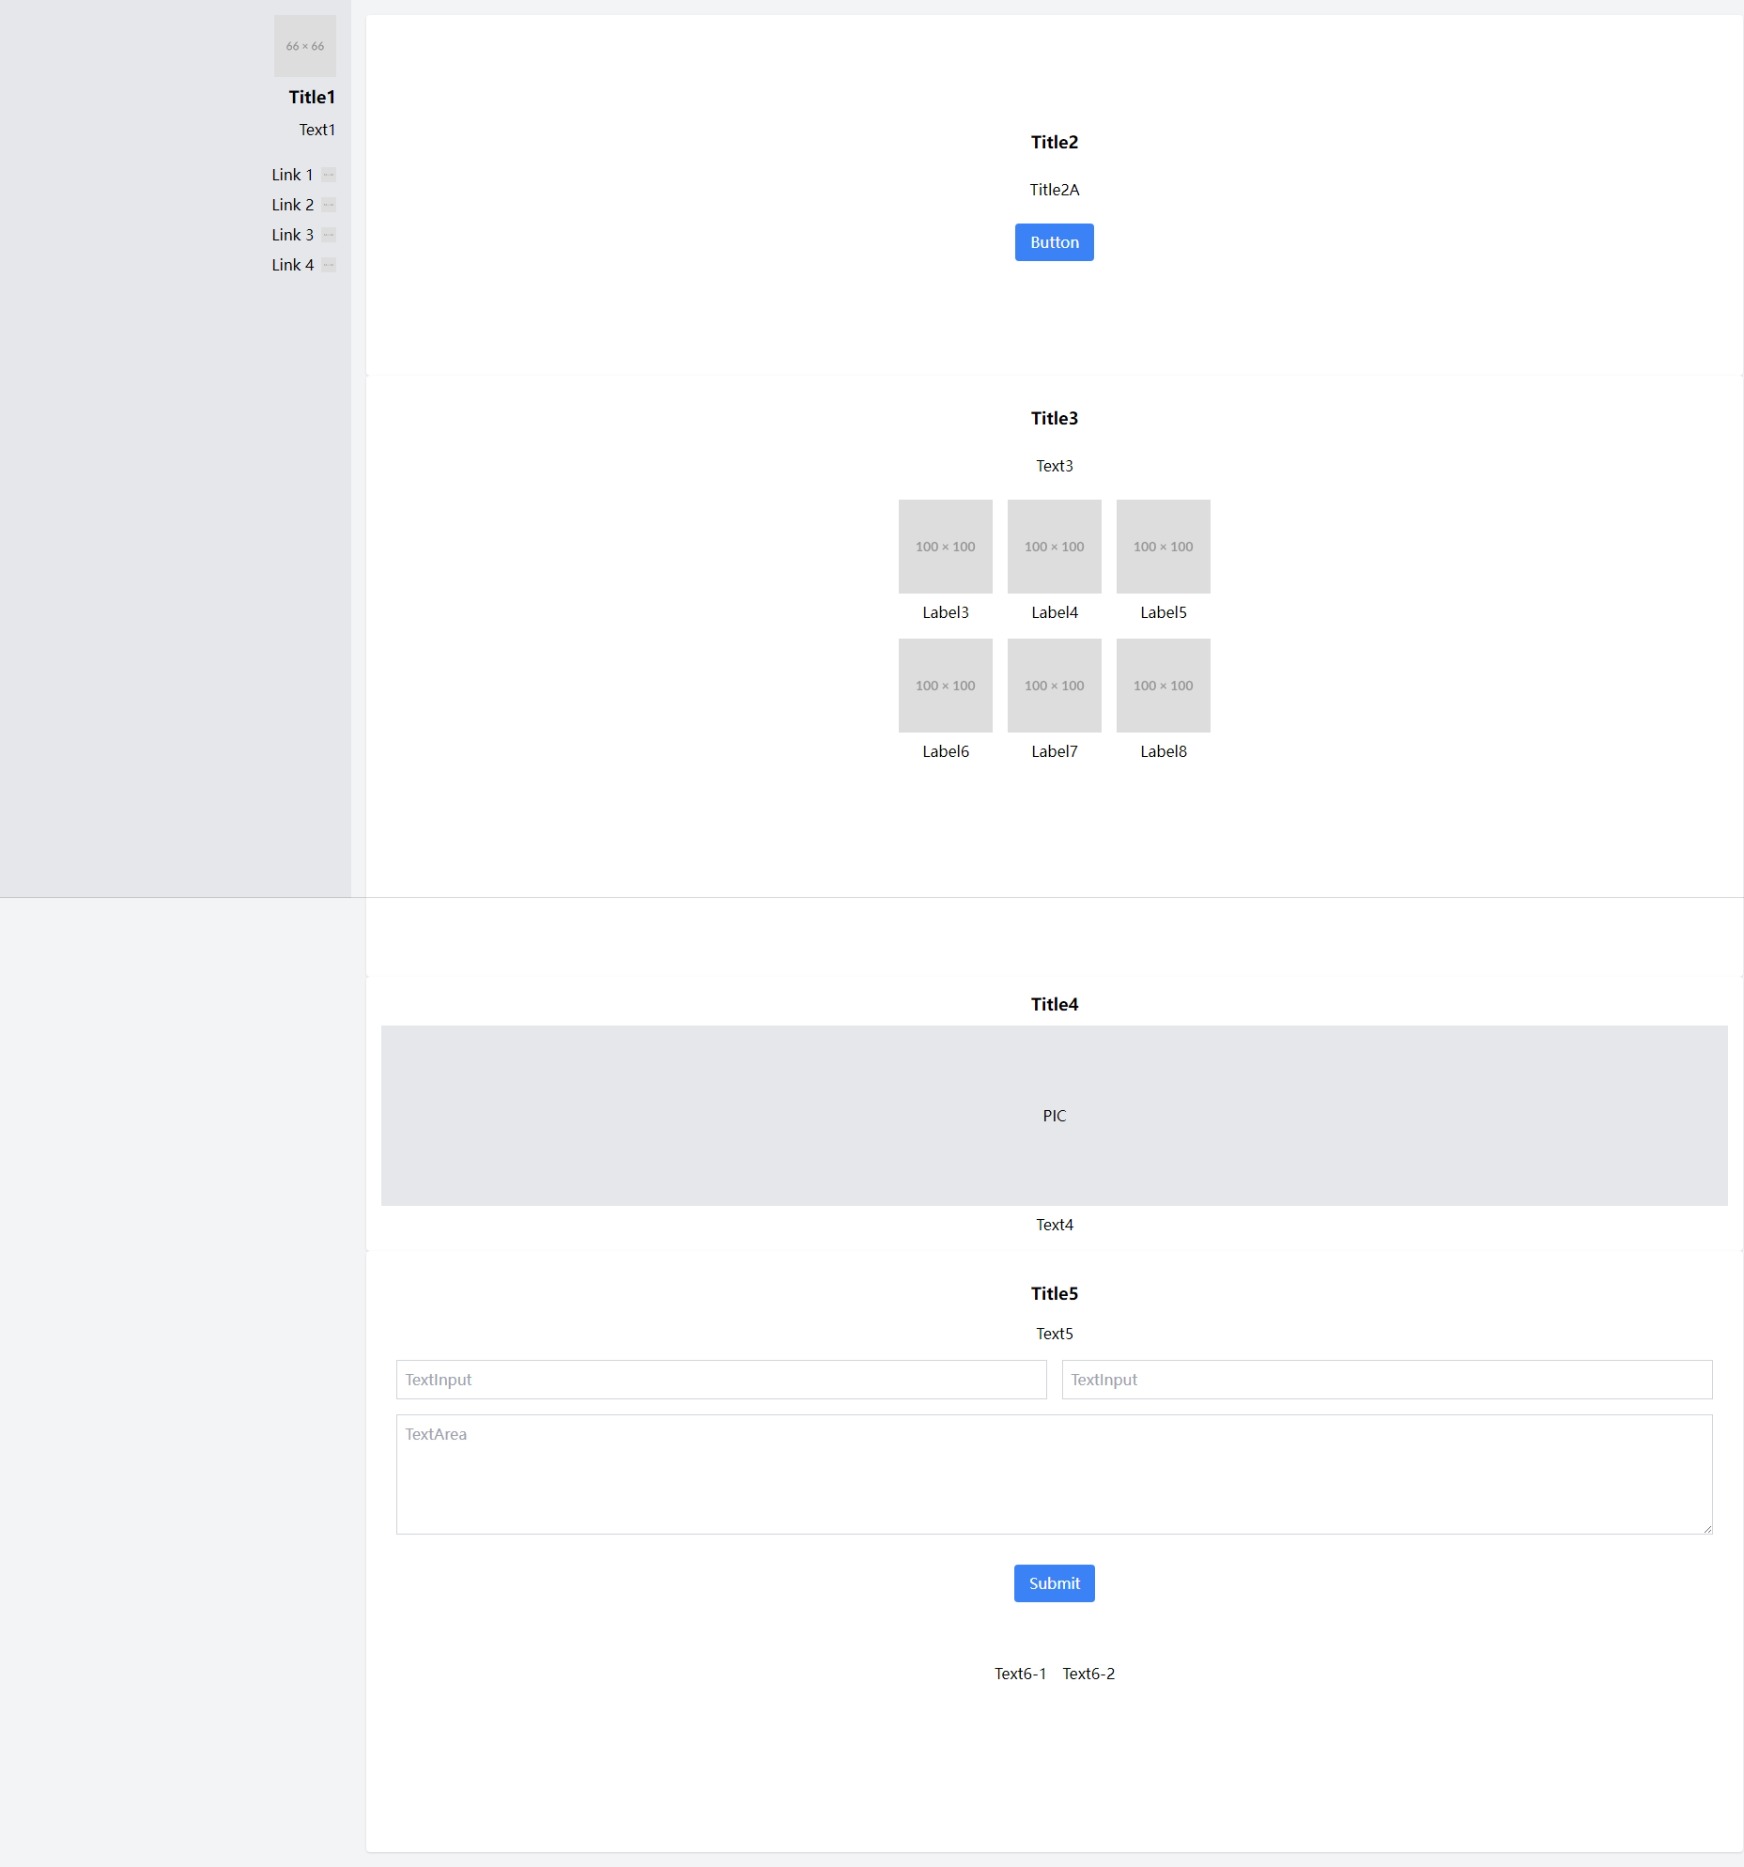 66 × 66
Title1
Text1
Link 1
Link 2
Link 3
Link 4
Title2
Title2A
Button
Title3
Text3
100 × 100 100 × 100 100 × 100
Label3 Label4 Label5
100 × 100 100 × 100 100 × 100
Label6 Label7 Label8
Title4
PIC
Text4
Title5
Text5
TextInput TextInput
TextArea
Submit
Text6-1 Text6-2